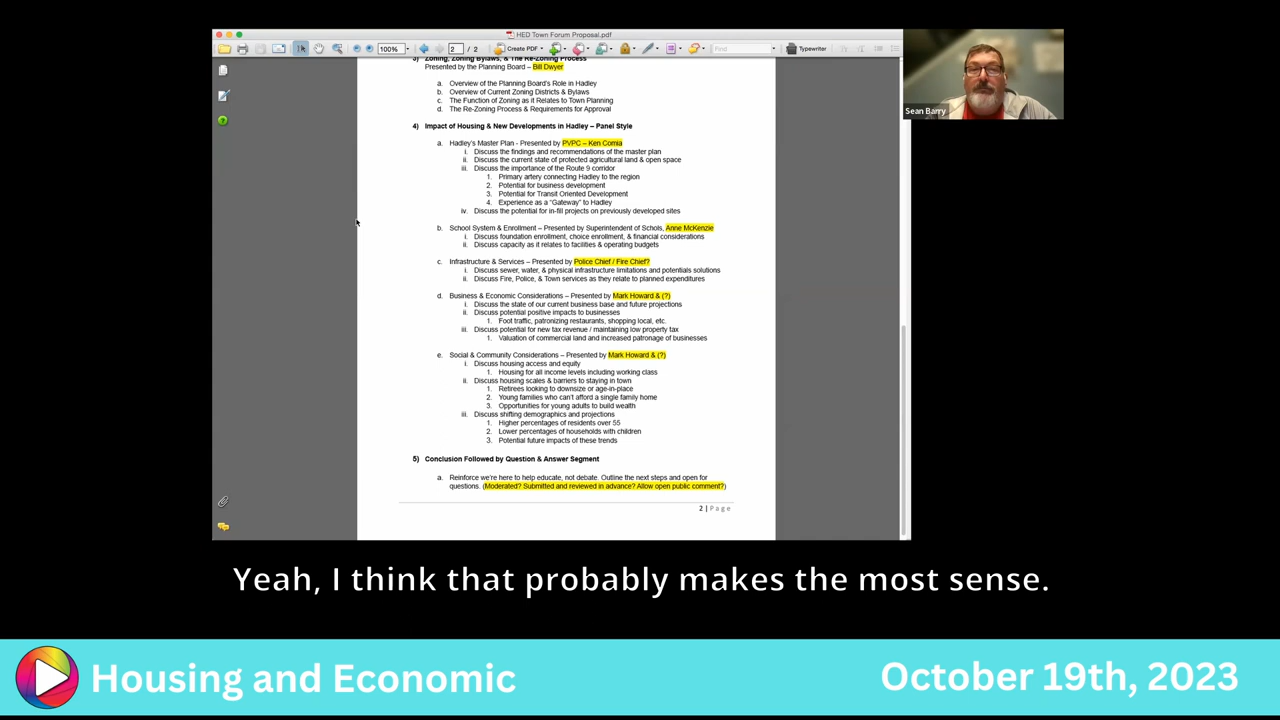 HED Town Forum Proposal.pdf
100%
2 / 2
Create PDF
Find
Typewriter
3) Zoning, Zoning Bylaws, & The Re-Zoning Process
Presented by the Planning Board – Bill Dwyer
a. Overview of the Planning Board's Role in Hadley
b. Overview of Current Zoning Districts & Bylaws
c. The Function of Zoning as it Relates to Town Planning
d. The Re-Zoning Process & Requirements for Approval
4) Impact of Housing & New Developments in Hadley – Panel Style
a. Hadley's Master Plan - Presented by PVPC – Ken Comia
i. Discuss the findings and recommendations of the master plan
ii. Discuss the current state of protected agricultural land & open space
iii. Discuss the importance of the Route 9 corridor
1. Primary artery connecting Hadley to the region
2. Potential for business development
3. Potential for Transit Oriented Development
4. Experience as a "Gateway" to Hadley
iv. Discuss the potential for in-fill projects on previously developed sites
b. School System & Enrollment – Presented by Superintendent of Schols, Anne McKenzie
i. Discuss foundation enrollment, choice enrollment, & financial considerations
ii. Discuss capacity as it relates to facilities & operating budgets
c. Infrastructure & Services – Presented by Police Chief / Fire Chief?
i. Discuss sewer, water, & physical infrastructure limitations and potentials solutions
ii. Discuss Fire, Police, & Town services as they relate to planned expenditures
d. Business & Economic Considerations – Presented by Mark Howard & (?)
i. Discuss the state of our current business base and future projections
ii. Discuss potential positive impacts to businesses
1. Foot traffic, patronizing restaurants, shopping local, etc.
iii. Discuss potential for new tax revenue / maintaining low property tax
1. Valuation of commercial land and increased patronage of businesses
e. Social & Community Considerations – Presented by Mark Howard & (?)
i. Discuss housing access and equity
1. Housing for all income levels including working class
ii. Discuss housing scales & barriers to staying in town
1. Retirees looking to downsize or age-in-place
2. Young families who can't afford a single family home
3. Opportunities for young adults to build wealth
iii. Discuss shifting demographics and projections
1. Higher percentages of residents over 55
2. Lower percentages of households with children
3. Potential future impacts of these trends
5) Conclusion Followed by Question & Answer Segment
a. Reinforce we're here to help educate, not debate. Outline the next steps and open for
questions. (Moderated? Submitted and reviewed in advance? Allow open public comment?)
2 | Page
Sean Barry
Yeah, I think that probably makes the most sense.
Housing and Economic
October 19th, 2023